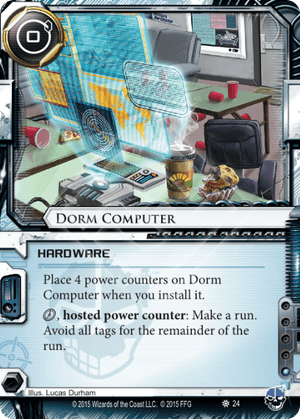 0
DORM COMPUTER
HARDWARE
Place 4 power counters on Dorm
Computer when you install it.
, hosted power counter: Make a run.
Avoid all tags for the remainder of the
run.
Illus. Lucas Durham
© 2015 Wizards of the Coast LLC. © 2015 FFG
24